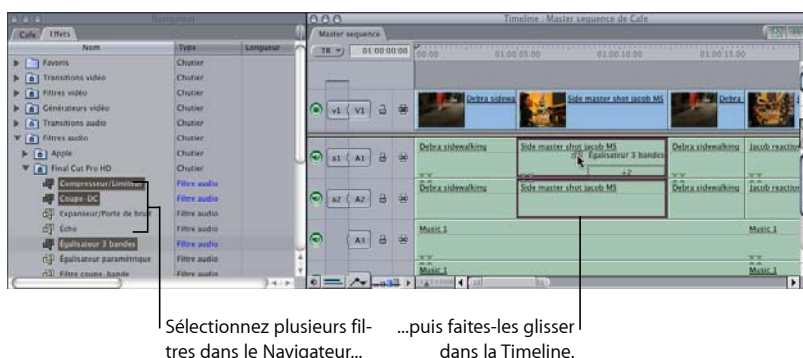 Navigateur
Cafe
Effets
Nom
Type
Longueur
Favoris
Chutier
Transitions vidéo
Chutier
Filtres vidéo
Chutier
Générateurs vidéo
Chutier
Transitions audio
Chutier
Filtres audio
Chutier
Apple
Chutier
Final Cut Pro HD
Chutier
Compresseur/Limiteur
Filtre audio
Coupe-DC
Filtre audio
Expanseur/Porte de bruit
Filtre audio
Écho
Filtre audio
Égalisateur 3 bandes
Filtre audio
Égalisateur paramétrique
Filtre audio
Filtre coupe-bande
Filtre audio
Timeline : Master sequence de Cafe
Master sequence
TR
01:00:00:00
00:00
01:00:05:00
01:00:10:00
01:00:15:00
v1
V1
Debra sidewa
Side master shot jacob MS
Debra
a1
A1
Debra sidewalking
Side master shot jacob MS
Debra sidewalking
Jacob reaction
Égalisateur 3 bandes
+2
a2
A2
Debra sidewalking
Side master shot jacob MS
Debra sidewalking
Jacob reaction
A3
Music 1
Music 1
Music 1
Music 1
Sélectionnez plusieurs fil-
tres dans le Navigateur...
...puis faites-les glisser
dans la Timeline.